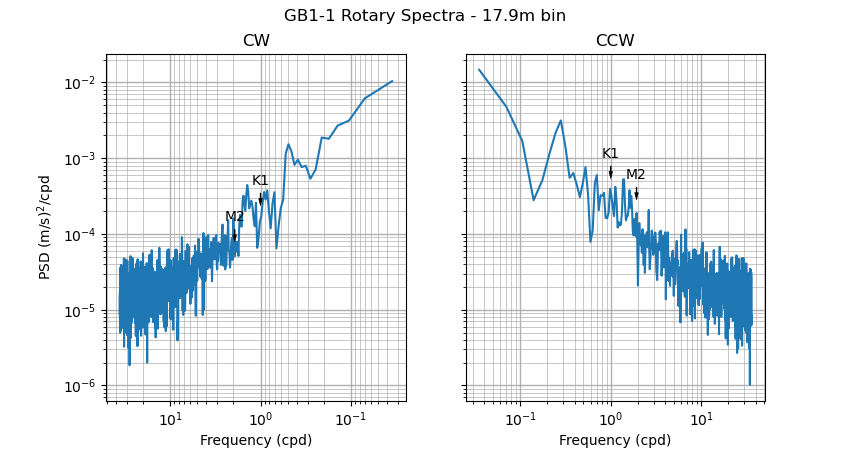 GB1-1 Rotary Spectra - 17.9m bin
CW
CCW
PSD (m/s)²/cpd
10⁻²
10⁻³
10⁻⁴
10⁻⁵
10⁻⁶
K1
M2
K1
M2
10¹
10⁰
10⁻¹
10⁻¹
10⁰
10¹
Frequency (cpd)
Frequency (cpd)